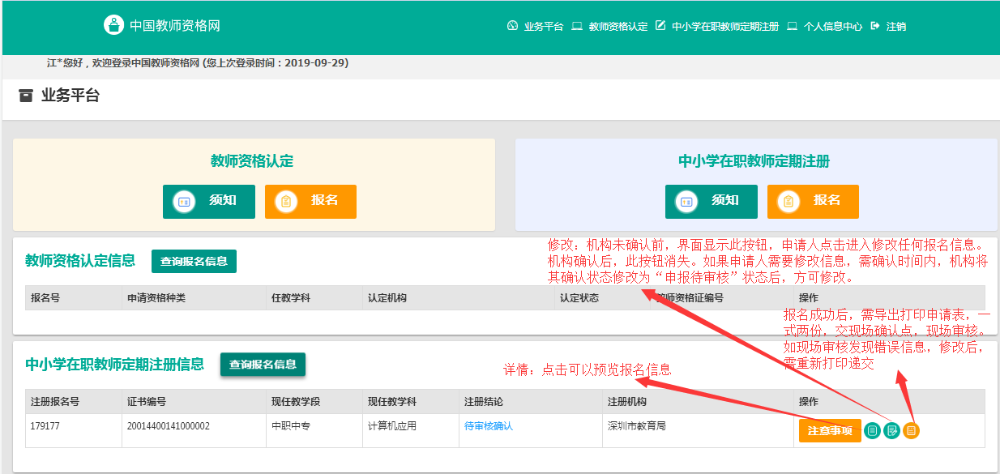 中国教师资格网
业务平台 教师资格认定 中小学在职教师定期注册 个人信息中心 注销
江*您好，欢迎登录中国教师资格网 (您上次登录时间：2019-09-29)
业务平台
教师资格认定
须知 报名
中小学在职教师定期注册
须知 报名
修改：机构未确认前，界面显示此按钮，申请人点击进入修改任何报名信息。
机构确认后，此按钮消失。如果申请人需要修改信息，需确认时间内，机构将
其确认状态修改为“申报待审核”状态后，方可修改。
教师资格认定信息 查询报名信息
报名号 申请资格种类 任教学科 认定机构 认定状态 教师资格证编号 操作
报名成功后，需导出打印申请表，一
式两份，交现场确认点，现场审核。
如现场审核发现错误信息，修改后，
需重新打印递交
中小学在职教师定期注册信息 查询报名信息
详情：点击可以预览报名信息
注册报名号 证书编号 现任教学段 现任教学科 注册结论 注册机构 操作
179177 20014400141000002 中职中专 计算机应用 待审核确认 深圳市教育局 注意事项